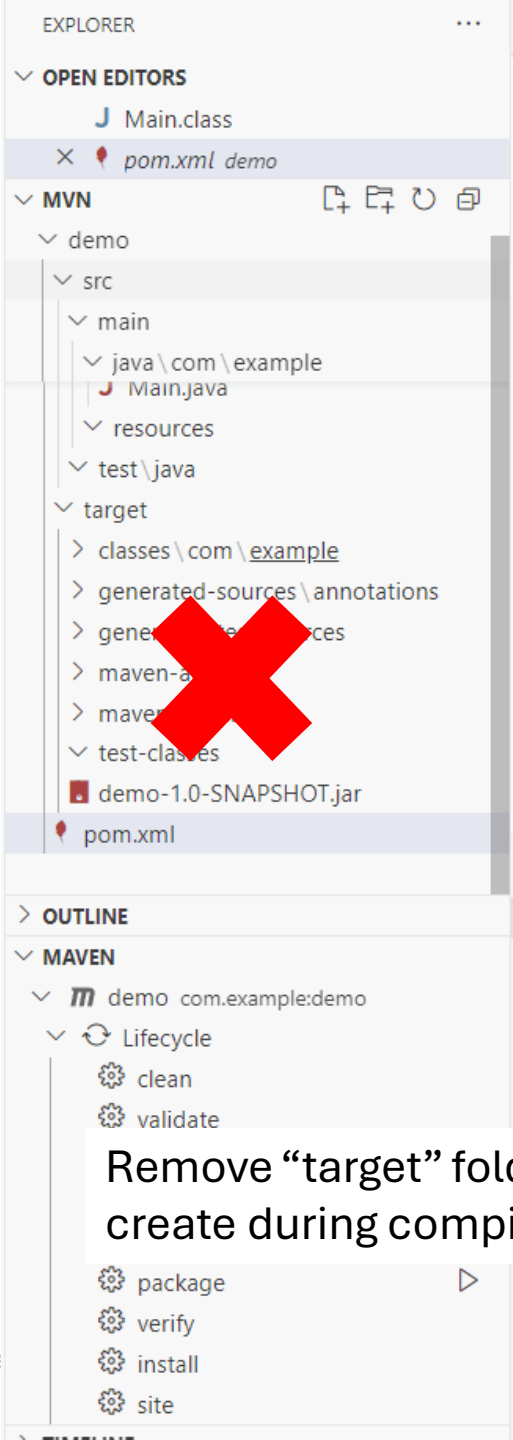 EXPLORER
OPEN EDITORS
J Main.class
pom.xml demo
MVN
demo
src
main
java\com\example
J Main.java
resources
test\java
target
classes\com\example
generated-sources\annotations
maven-a
test-classes
demo-1.0-SNAPSHOT.jar
pom.xml
OUTLINE
MAVEN
m demo com.example:demo
Lifecycle
clean
validate
Remove “target”
create during
package
verify
install
site
TIMELINE